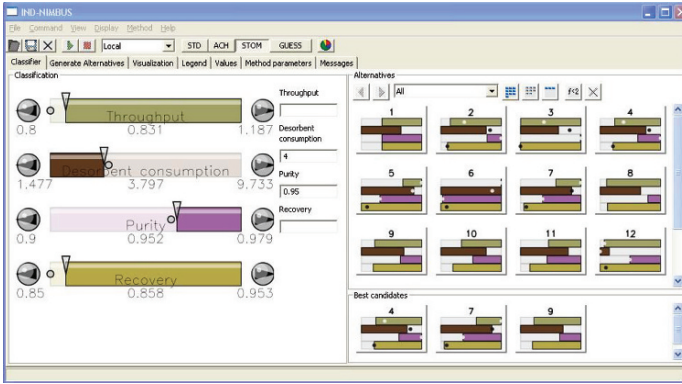 IND-NIMBUS
File Command View Display Method Help
Local STD ACH STOM GUESS
Classifier Generate Alternatives Visualization Legend Values Method parameters Messages
Classification
Throughput
0.8 0.831 1.187
Throughput
Desorbent consumption
1.477 3.797 9.733
Desorbent
consumption
4
Purity
0.9 0.952 0.979
Purity
0.95
Recovery
0.85 0.858 0.953
Recovery
Alternatives
All f<2
1 2 3 4
5 6 7 8
9 10 11 12
Best candidates
4 7 9